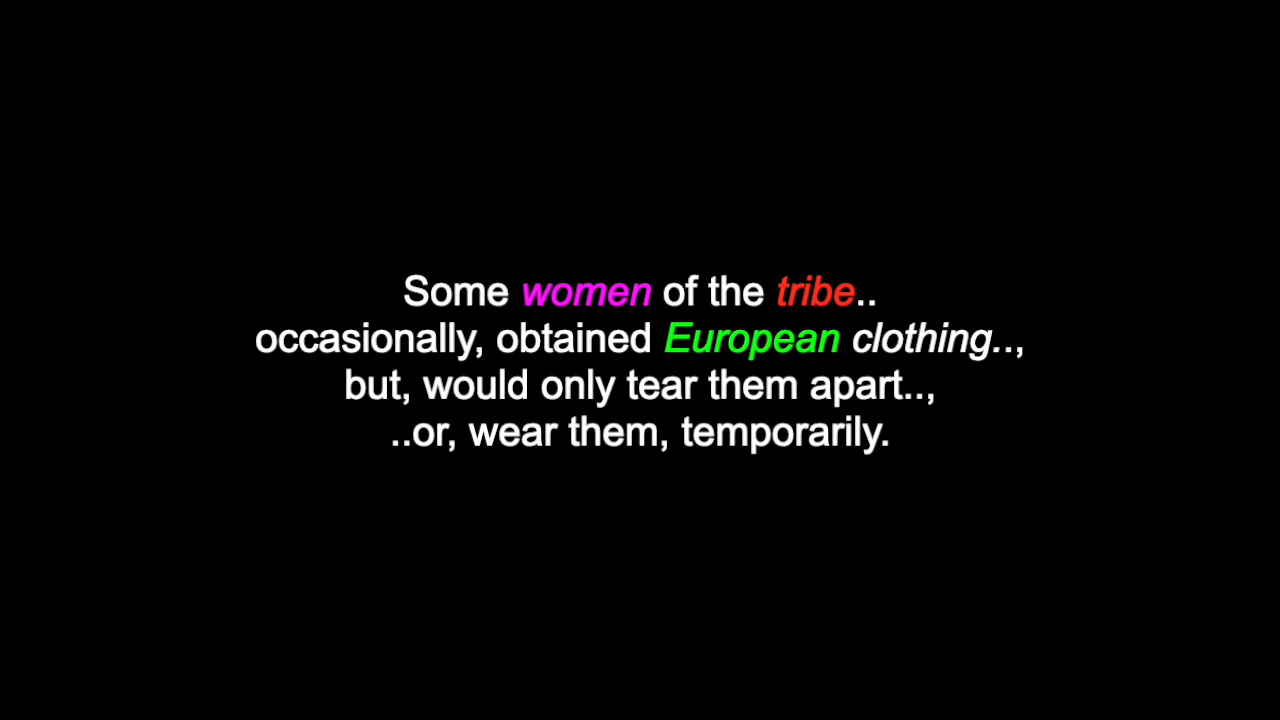 Some women of the tribe..
occasionally, obtained European clothing..,
but, would only tear them apart..,
..or, wear them, temporarily.